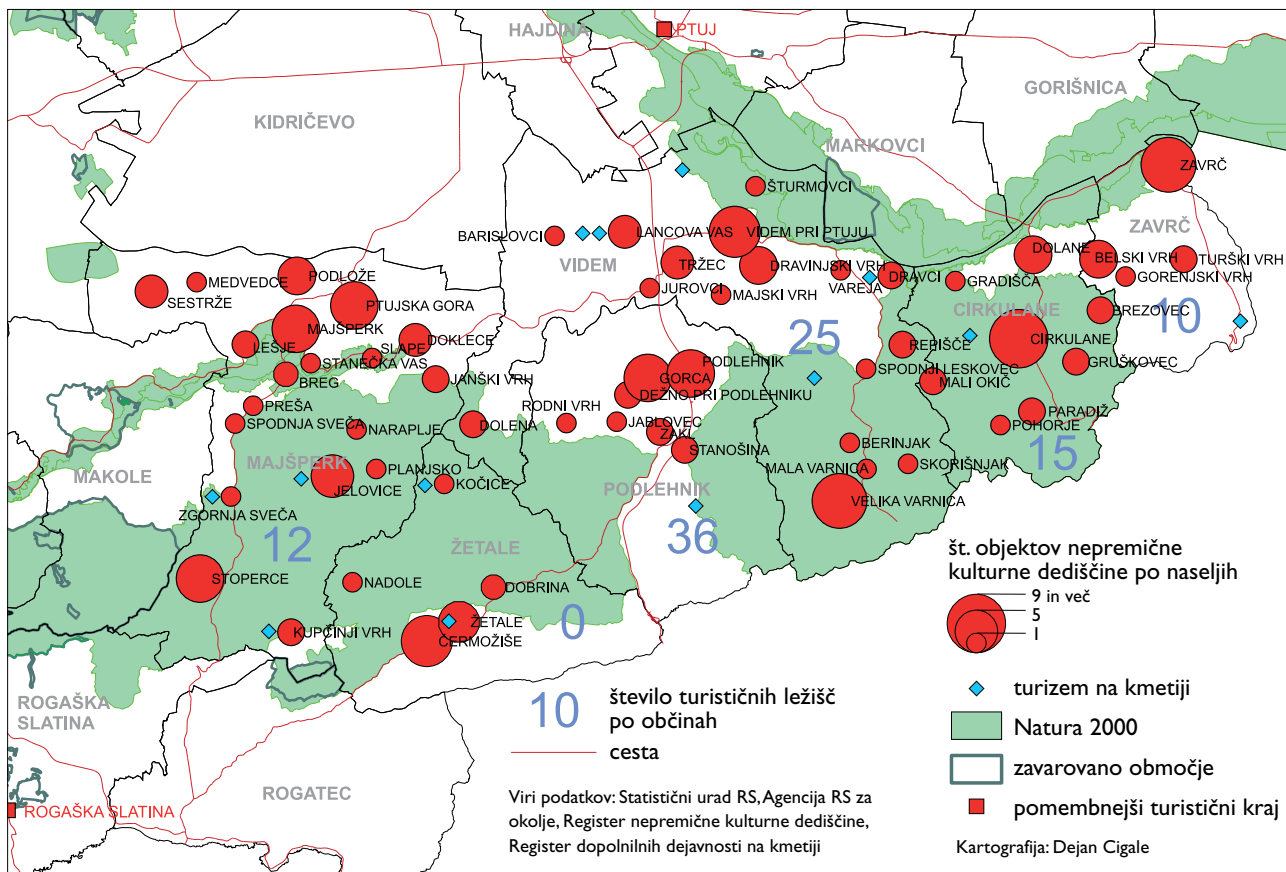 HAJDINA
PTUJ
GORIŠNICA
KIDRIČEVO
MARKOVCI
ZAVRČ
ŠTURMOVCI
ZAVRČ
BARISLOVCI
LANCOVA VAS
VIDEM PRI PTUJU
DOLANE
BELSKI VRH
TURŠKI VRH
VIDEM
TRŽEC
DRAVINJSKI VRH
DRAVCI
GORENJSKI VRH
MEDVEDCE
PODLOŽE
SESTRŽE
JUROVCI
MAJSKI VRH
VAREJA
GRADIŠČA
PTUJSKA GORA
CIRKULANE
BREZOVEC
10
MAJŠPERK
25
DOKLECE
CIRKULANE
LEŠJE
SLAPE
REPIŠČE
STANEČKA VAS
PODLEHNIK
SPODNJI LESKOVEC
GRUŠKOVEC
BREG
JANŠKI VRH
GORCA
MALI OKIČ
DEŽNO PRI PODLEHNIKU
PREŠA
RODNI VRH
PARADIŽ
SPODNJA SVEČA
NARAPLJE
DOLENA
JABLOVEC
ZAKL
POHORJE
STANOŠINA
BERINJAK
15
MAKOLE
MAJŠPERK
PLANJSKO
MALA VARNICA
SKORIŠNJAK
JELOVICE
KOČICE
PODLEHNIK
ZGORNJA SVEČA
VELIKA VARNICA
36
12
ŽETALE
STOPERCE
NADOLE
DOBRINA
0
KUPČINJI VRH
ŽETALE
ČERMOŽIŠE
ROGAŠKA
SLATINA
ROGATEC
ROGAŠKA SLATINA
št. objektov nepremične
kulturne dediščine po naseljih
9 in več
5
1
10
število turističnih ležišč
po občinah
cesta
turizem na kmetiji
Natura 2000
zavarovano območje
pomembnejši turistični kraj
Viri podatkov: Statistični urad RS, Agencija RS za
okolje, Register nepremične kulturne dediščine,
Register dopolnilnih dejavnosti na kmetiji
Kartografija: Dejan Cigale